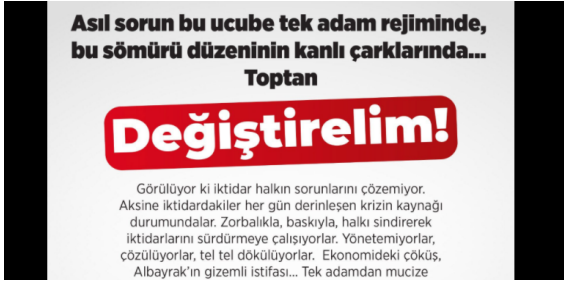 Asıl sorun bu ucube tek adam rejiminde,
bu sömürü düzeninin kanlı çarklarında...
Toptan
Değiştirelim!
Görülüyor ki iktidar halkın sorunlarını çözemiyor.
Aksine iktidardakiler her gün derinleşen krizin kaynağı
durumundalar. Zorbalıkla, baskıyla, halkı sindirerek
iktidarlarını sürdürmeye çalışıyorlar. Yönetemiyorlar,
çözülüyorlar, tel tel dökülüyorlar. Ekonomideki çöküş,
Albayrak’ın gizemli istifası... Tek adamdan mucize